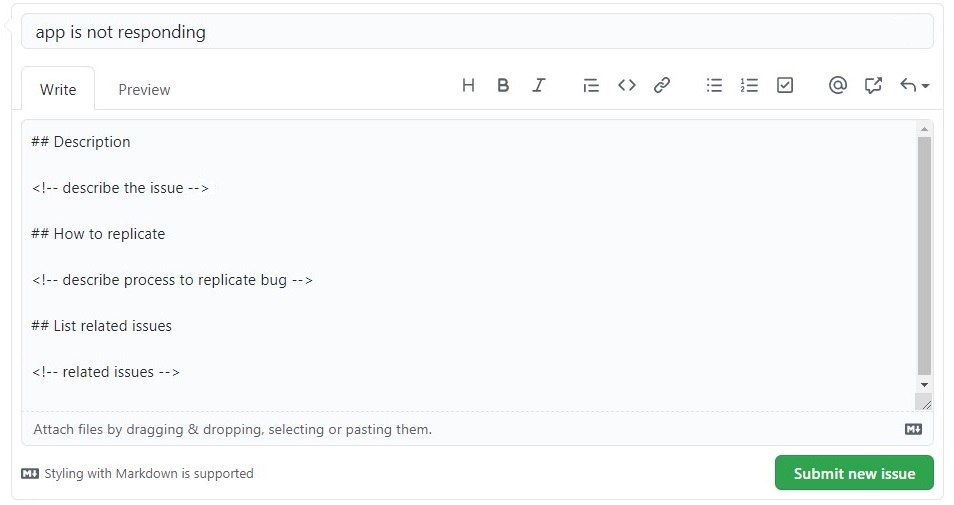 app is not responding
Write Preview
## Description
<!-- describe the issue -->
## How to replicate
<!-- describe process to replicate bug -->
## List related issues
<!-- related issues -->
Attach files by dragging & dropping, selecting or pasting them.
Styling with Markdown is supported
Submit new issue